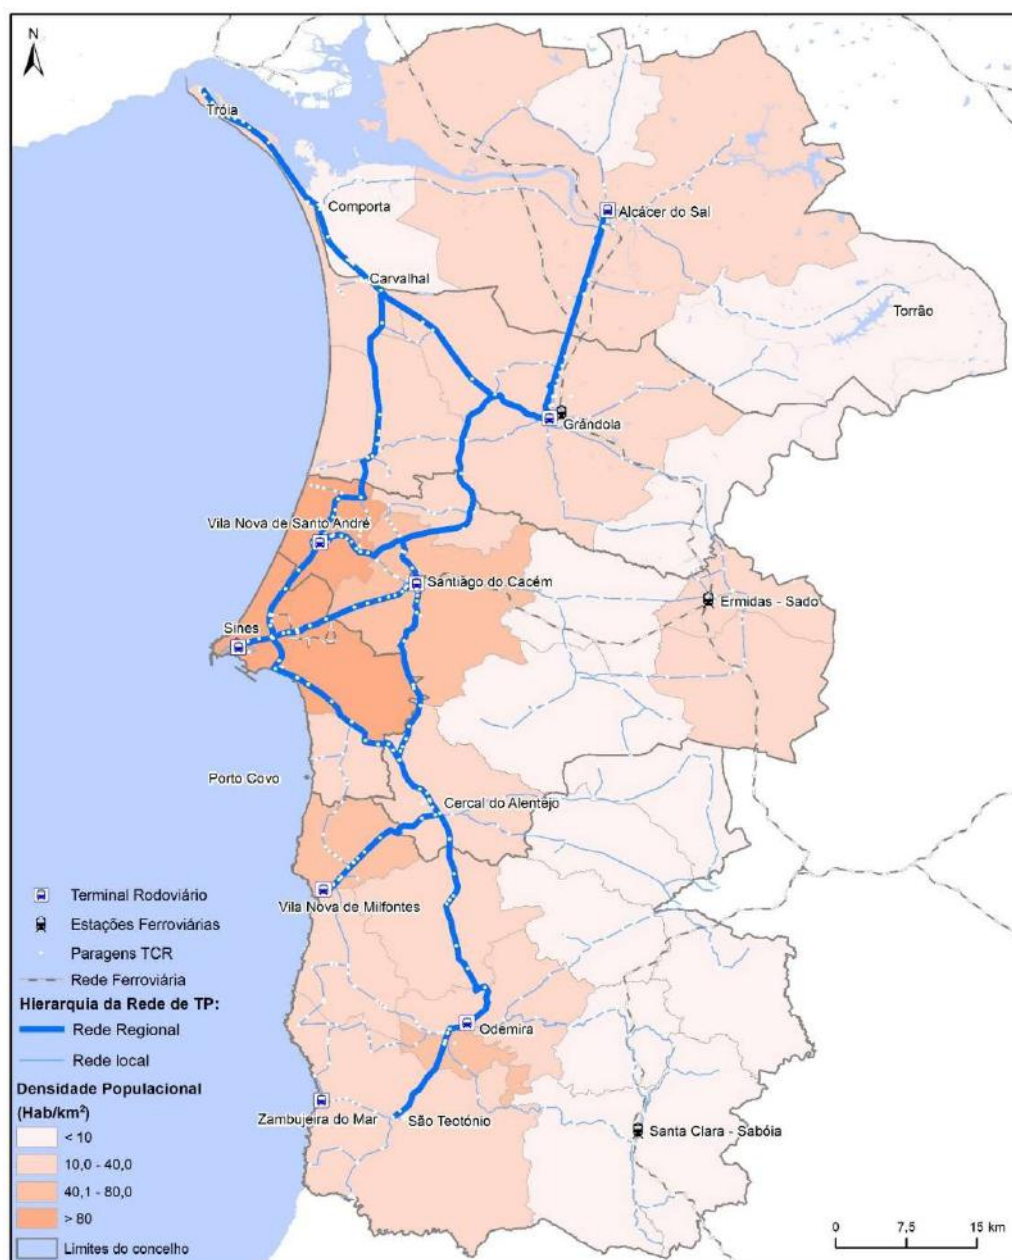 N
Tróia
Comporta
Alcácer do Sal
Carvalhal
Torrão
Grândola
Vila Nova de Santo André
Santiago do Cacém
Ermidas - Sado
Sines
Porto Covo
Cercal do Alentejo
Vila Nova de Milfontes
Odemira
Zambujeira do Mar
São Teotónio
Santa Clara - Sabóia
Terminal Rodoviário
Estações Ferroviárias
Paragens TCR
Rede Ferroviária
Hierarquia da Rede de TP:
Rede Regional
Rede local
Densidade Populacional
(Hab/km²)
< 10
10,0 - 40,0
40,1 - 80,0
> 80
Limites do concelho
0 7,5 15 km